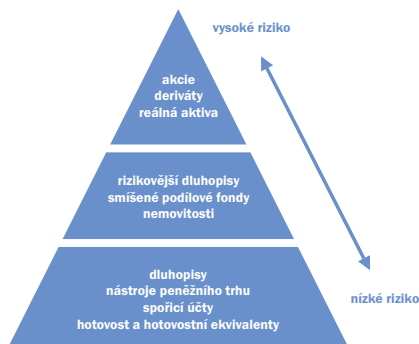 vysoké riziko
akcie
deriváty
reálná aktiva
rizikovější dluhopisy
smíšené podílové fondy
nemovitosti
dluhopisy
nástroje peněžního trhu
spořicí účty
hotovost a hotovostní ekvivalenty
nízké riziko